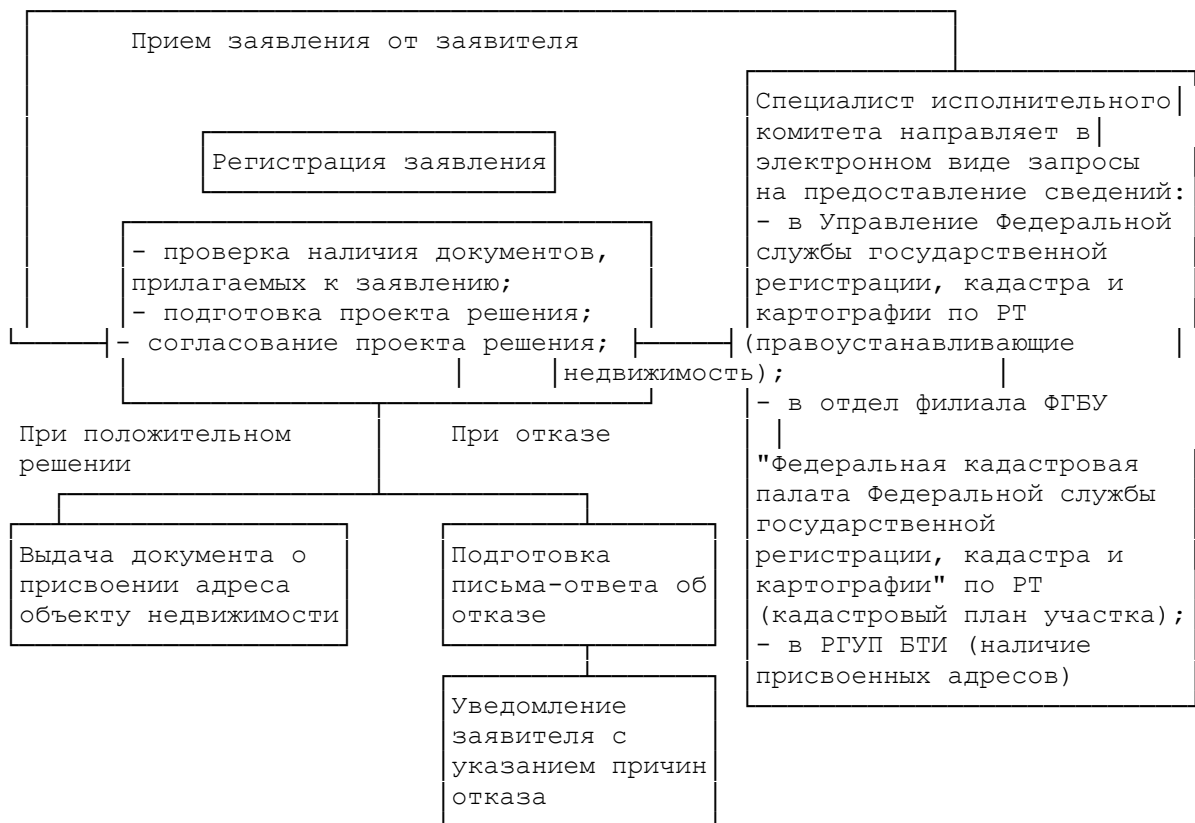 Прием заявления от заявителя
Регистрация заявления
- проверка наличия документов,
прилагаемых к заявлению;
- подготовка проекта решения;
- согласование проекта решения;
Специалист исполнительного
комитета направляет в
электронном виде запросы
на предоставление сведений:
- в Управление Федеральной
службы государственной
регистрации, кадастра и
картографии по РТ
(правоустанавливающие
недвижимость);
- в отдел филиала ФГБУ
"Федеральная кадастровая
палата Федеральной службы
государственной
регистрации, кадастра и
картографии" по РТ
(кадастровый план участка);
- в РГУП БТИ (наличие
присвоенных адресов)
При положительном
решении
При отказе
Выдача документа о
присвоении адреса
объекту недвижимости
Подготовка
письма-ответа об
отказе
Уведомление
заявителя с
указанием причин
отказа